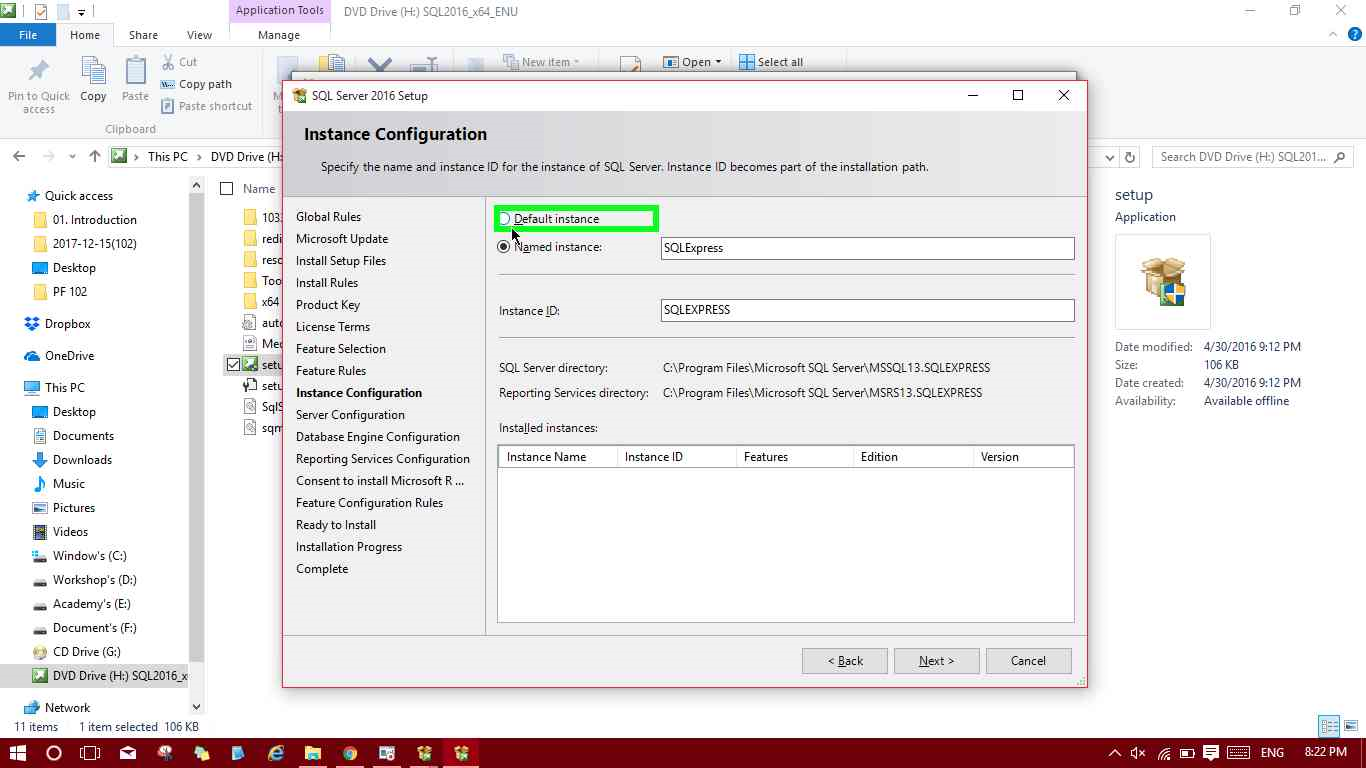 Application Tools
DVD Drive (H:) SQL2016_x64_ENU
File
Home
Share
View
Manage
Pin to Quick access
Copy
Paste
Cut
Copy path
Paste shortcut
New item
Open
Select all
Clipboard
This PC
DVD Drive (H:
Search DVD Drive (H:) SQL201...
Quick access
01. Introduction
2017-12-15(102)
Desktop
PF 102
Dropbox
OneDrive
This PC
Desktop
Documents
Downloads
Music
Pictures
Videos
Window's (C:)
Workshop's (D:)
Academy's (E:)
Document's (F:)
CD Drive (G:)
DVD Drive (H:) SQL2016_x
Network
Name
103
redi
reso
Too
x64
auto
Med
setu
setu
SqlS
sqm
SQL Server 2016 Setup
Instance Configuration
Specify the name and instance ID for the instance of SQL Server. Instance ID becomes part of the installation path.
Global Rules
Microsoft Update
Install Setup Files
Install Rules
Product Key
License Terms
Feature Selection
Feature Rules
Instance Configuration
Server Configuration
Database Engine Configuration
Reporting Services Configuration
Consent to install Microsoft R ...
Feature Configuration Rules
Ready to Install
Installation Progress
Complete
Default instance
Named instance:
SQLExpress
Instance ID:
SQLEXPRESS
SQL Server directory:
C:\Program Files\Microsoft SQL Server\MSSQL13.SQLEXPRESS
Reporting Services directory:
C:\Program Files\Microsoft SQL Server\MSRS13.SQLEXPRESS
Installed instances:
Instance Name
Instance ID
Features
Edition
Version
< Back
Next >
Cancel
setup
Application
Date modified: 4/30/2016 9:12 PM
Size: 106 KB
Date created: 4/30/2016 9:12 PM
Availability: Available offline
11 items
1 item selected 106 KB
ENG
8:22 PM